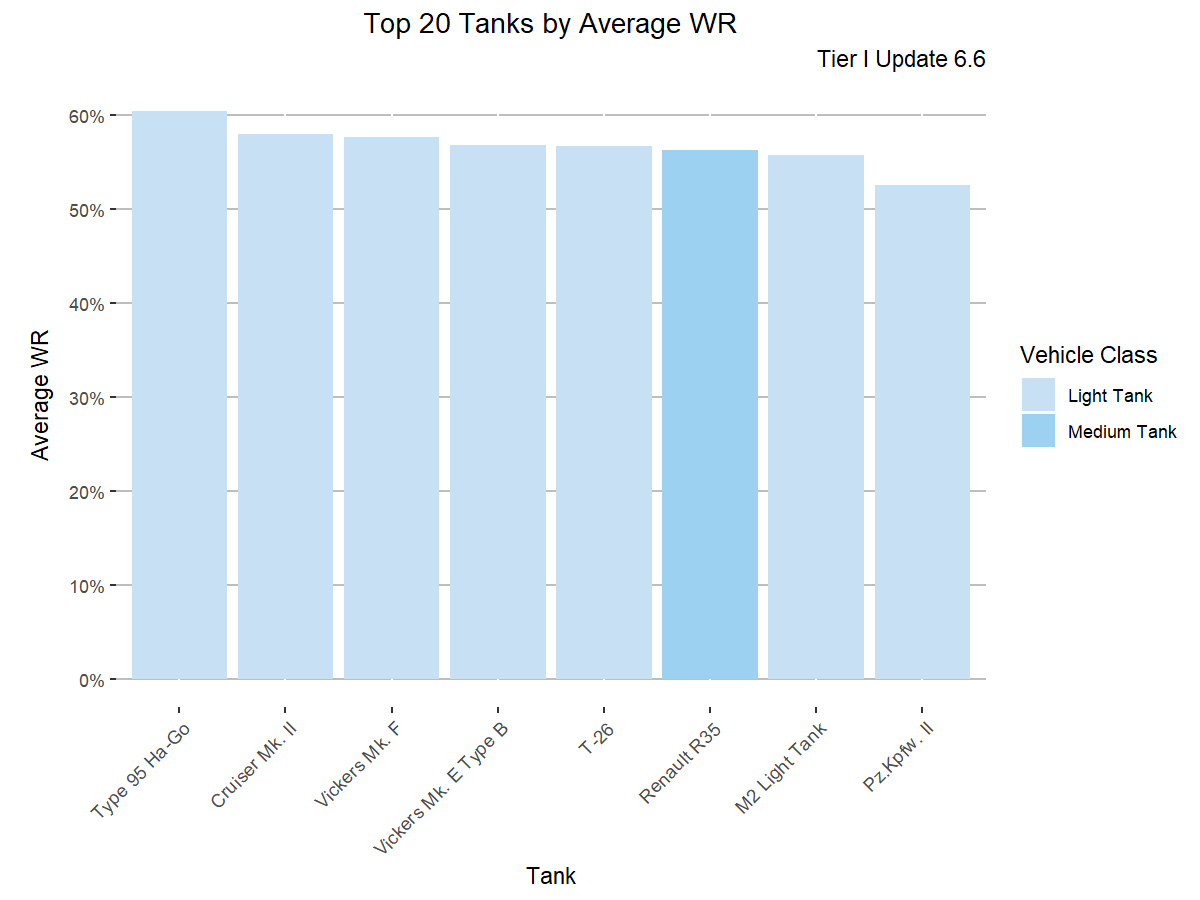 Top 20 Tanks by Average WR
Tier I Update 6.6
60%
50%
40%
30%
20%
10%
0%
Average WR
Type 95 Ha-Go
Cruiser Mk. II
Vickers Mk. F
Vickers Mk. E Type B
T-26
Renault R35
M2 Light Tank
Pz.Kpfw. II
Tank
Vehicle Class
Light Tank
Medium Tank